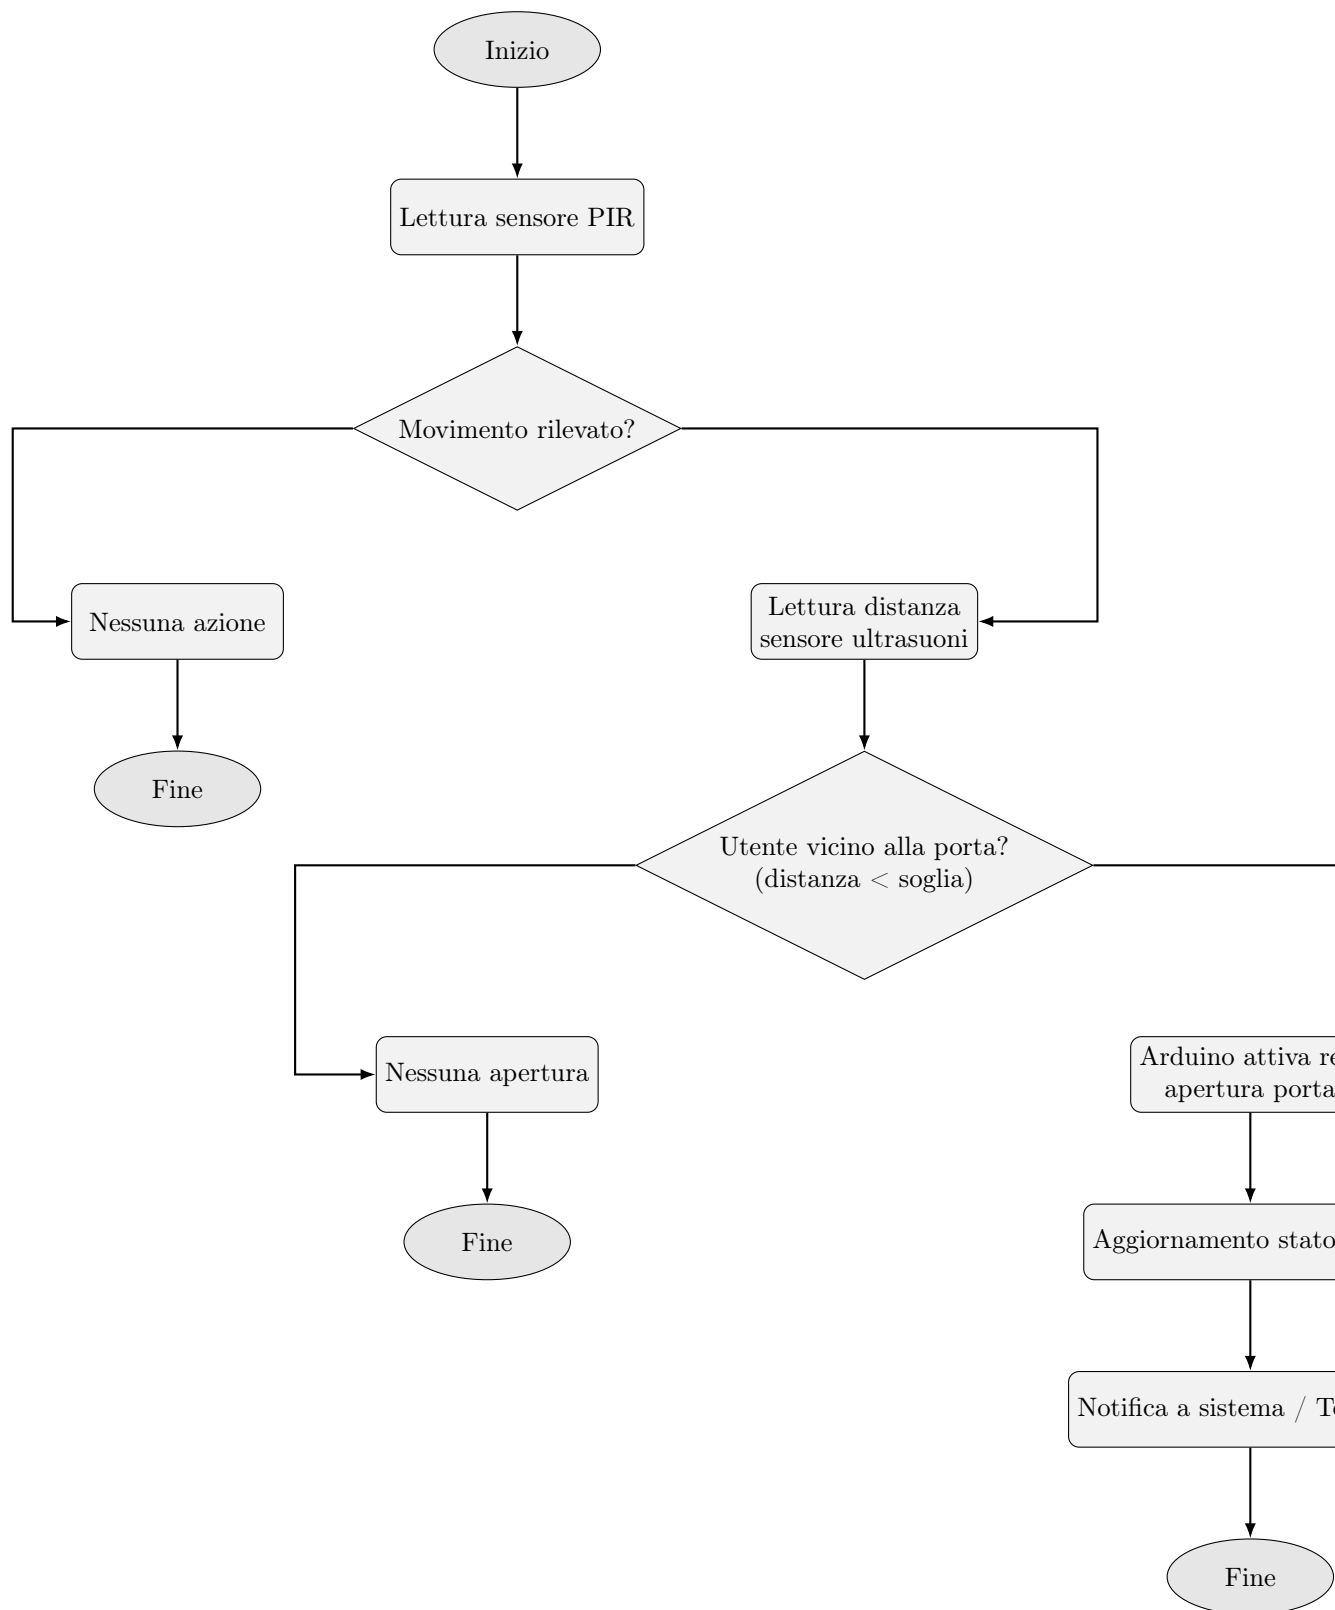 Inizio
Lettura sensore PIR
Movimento rilevato?
Nessuna azione
Lettura distanza
sensore ultrasuoni
Fine
Utente vicino alla porta?
(distanza < soglia)
Nessuna apertura
Arduino attiva
apertura porta
Fine
Aggiornamento stato
Notifica a sistema /
Fine